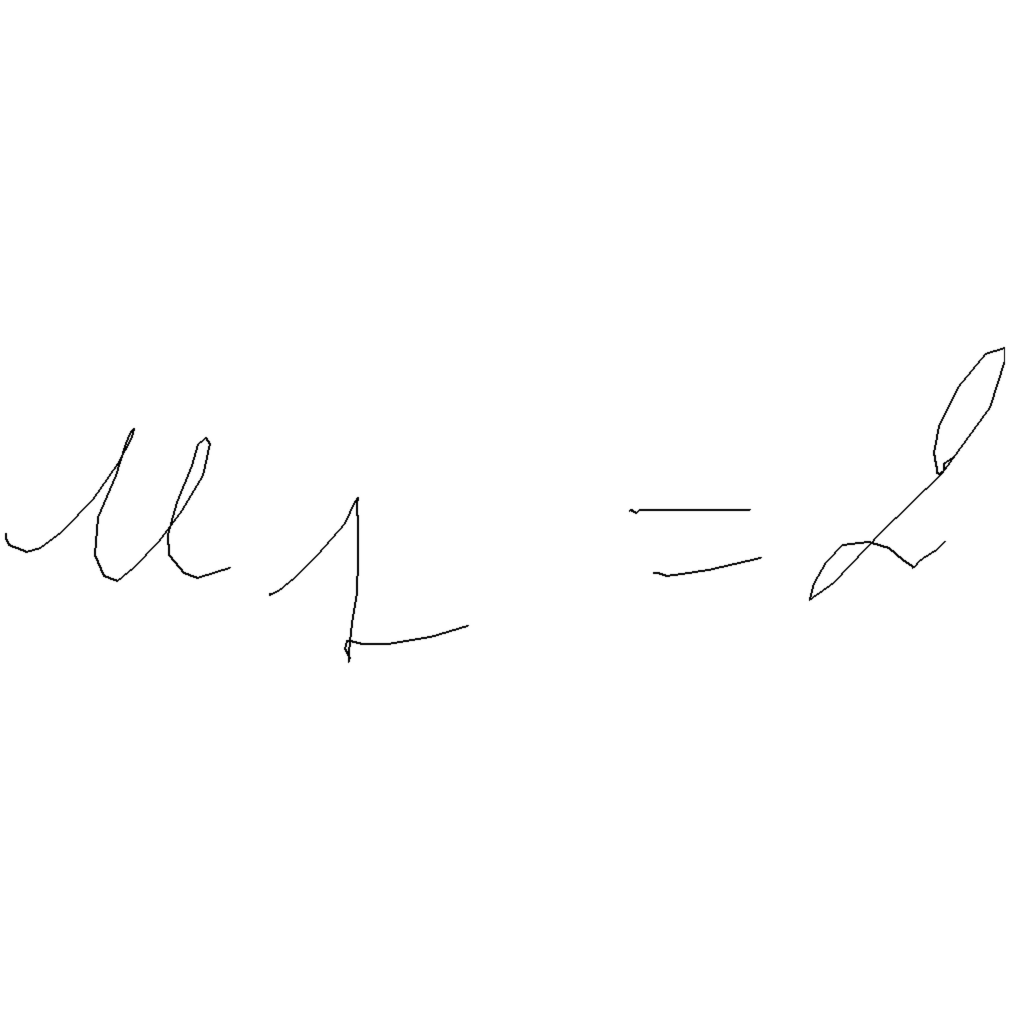 u₁ = 2